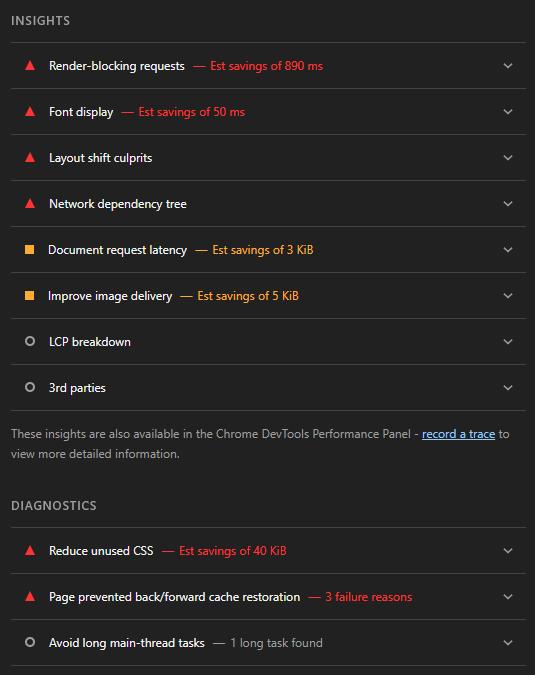 INSIGHTS
Render-blocking requests — Est savings of 890 ms
Font display — Est savings of 50 ms
Layout shift culprits
Network dependency tree
Document request latency — Est savings of 3 KiB
Improve image delivery — Est savings of 5 KiB
LCP breakdown
3rd parties
These insights are also available in the Chrome DevTools Performance Panel - record a trace to
view more detailed information.
DIAGNOSTICS
Reduce unused CSS — Est savings of 40 KiB
Page prevented back/forward cache restoration — 3 failure reasons
Avoid long main-thread tasks — 1 long task found